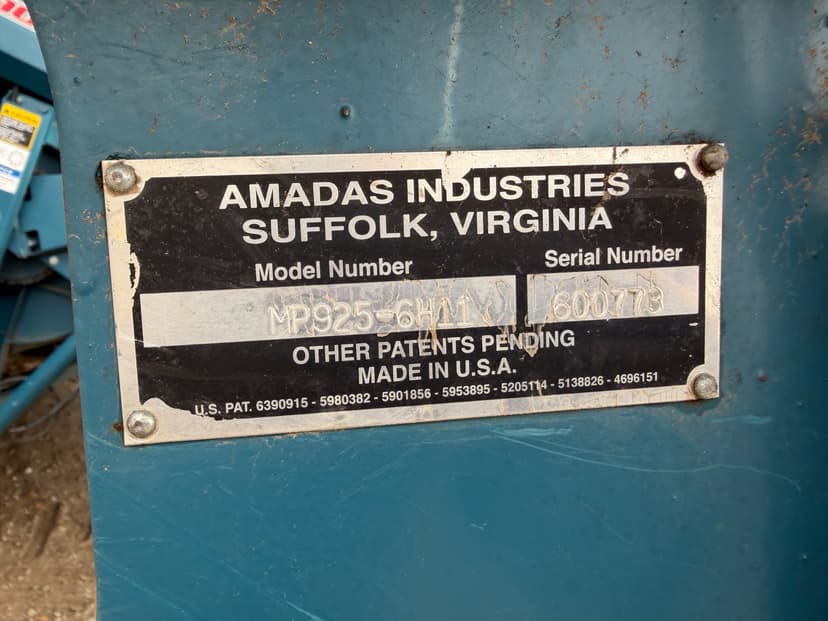 AMADAS INDUSTRIES
SUFFOLK, VIRGINIA
Model Number Serial Number
MP925-6H11 600773
OTHER PATENTS PENDING
MADE IN U.S.A.
U.S. PAT. 6390915 - 5980382 - 5901856 - 5953895 - 5205114 - 5138826 - 4696151